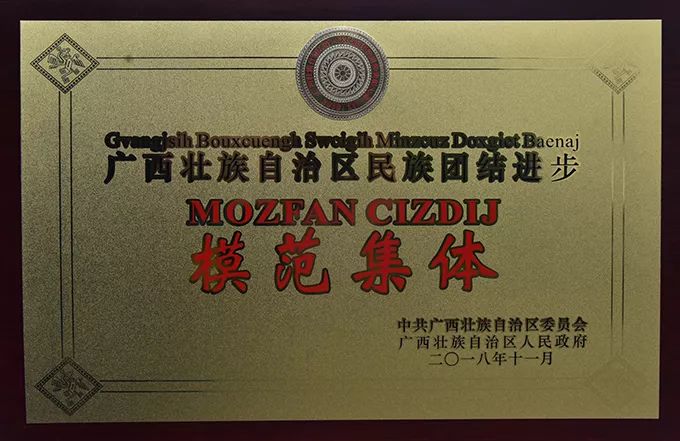 Gvangjsih Bouxcuengh Sweigih Minzcuz Doxgiet Baenaj
广西壮族自治区民族团结进步
MOZFAN CIZDIJ
模范集体
中共广西壮族自治区委员会
广西壮族自治区人民政府
二〇一八年十一月